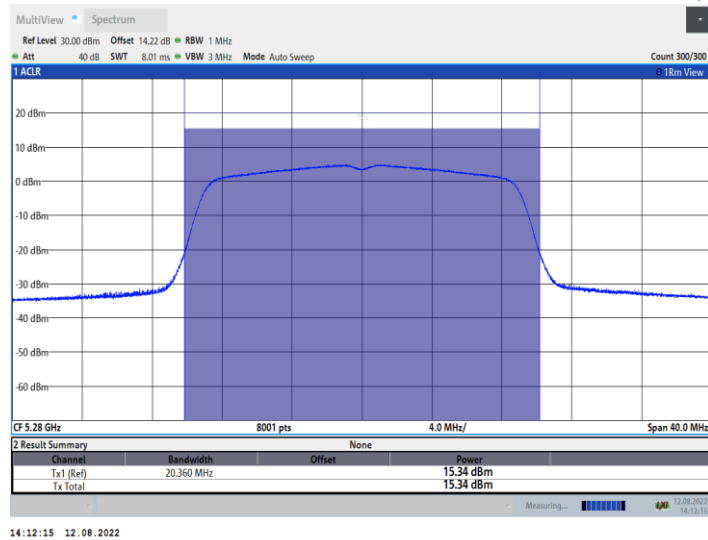 MultiView Spectrum
Ref Level 30.00 dBm Offset 14.22 dB RBW 1 MHz
Att 40 dB SWT 8.01 ms VBW 3 MHz Mode Auto Sweep Count 300/300
1 ACLR 1Rm View
20 dBm
10 dBm
0 dBm
-10 dBm
-20 dBm
-30 dBm
-40 dBm
-50 dBm
-60 dBm
CF 5.28 GHz 8001 pts 4.0 MHz/ Span 40.0 MHz
2 Result Summary None
Channel Bandwidth Offset Power
Tx1 (Ref) 20.360 MHz 15.34 dBm
Tx Total 15.34 dBm
Measuring... 12.08.2022
14:12:15
14:12:15 12.08.2022